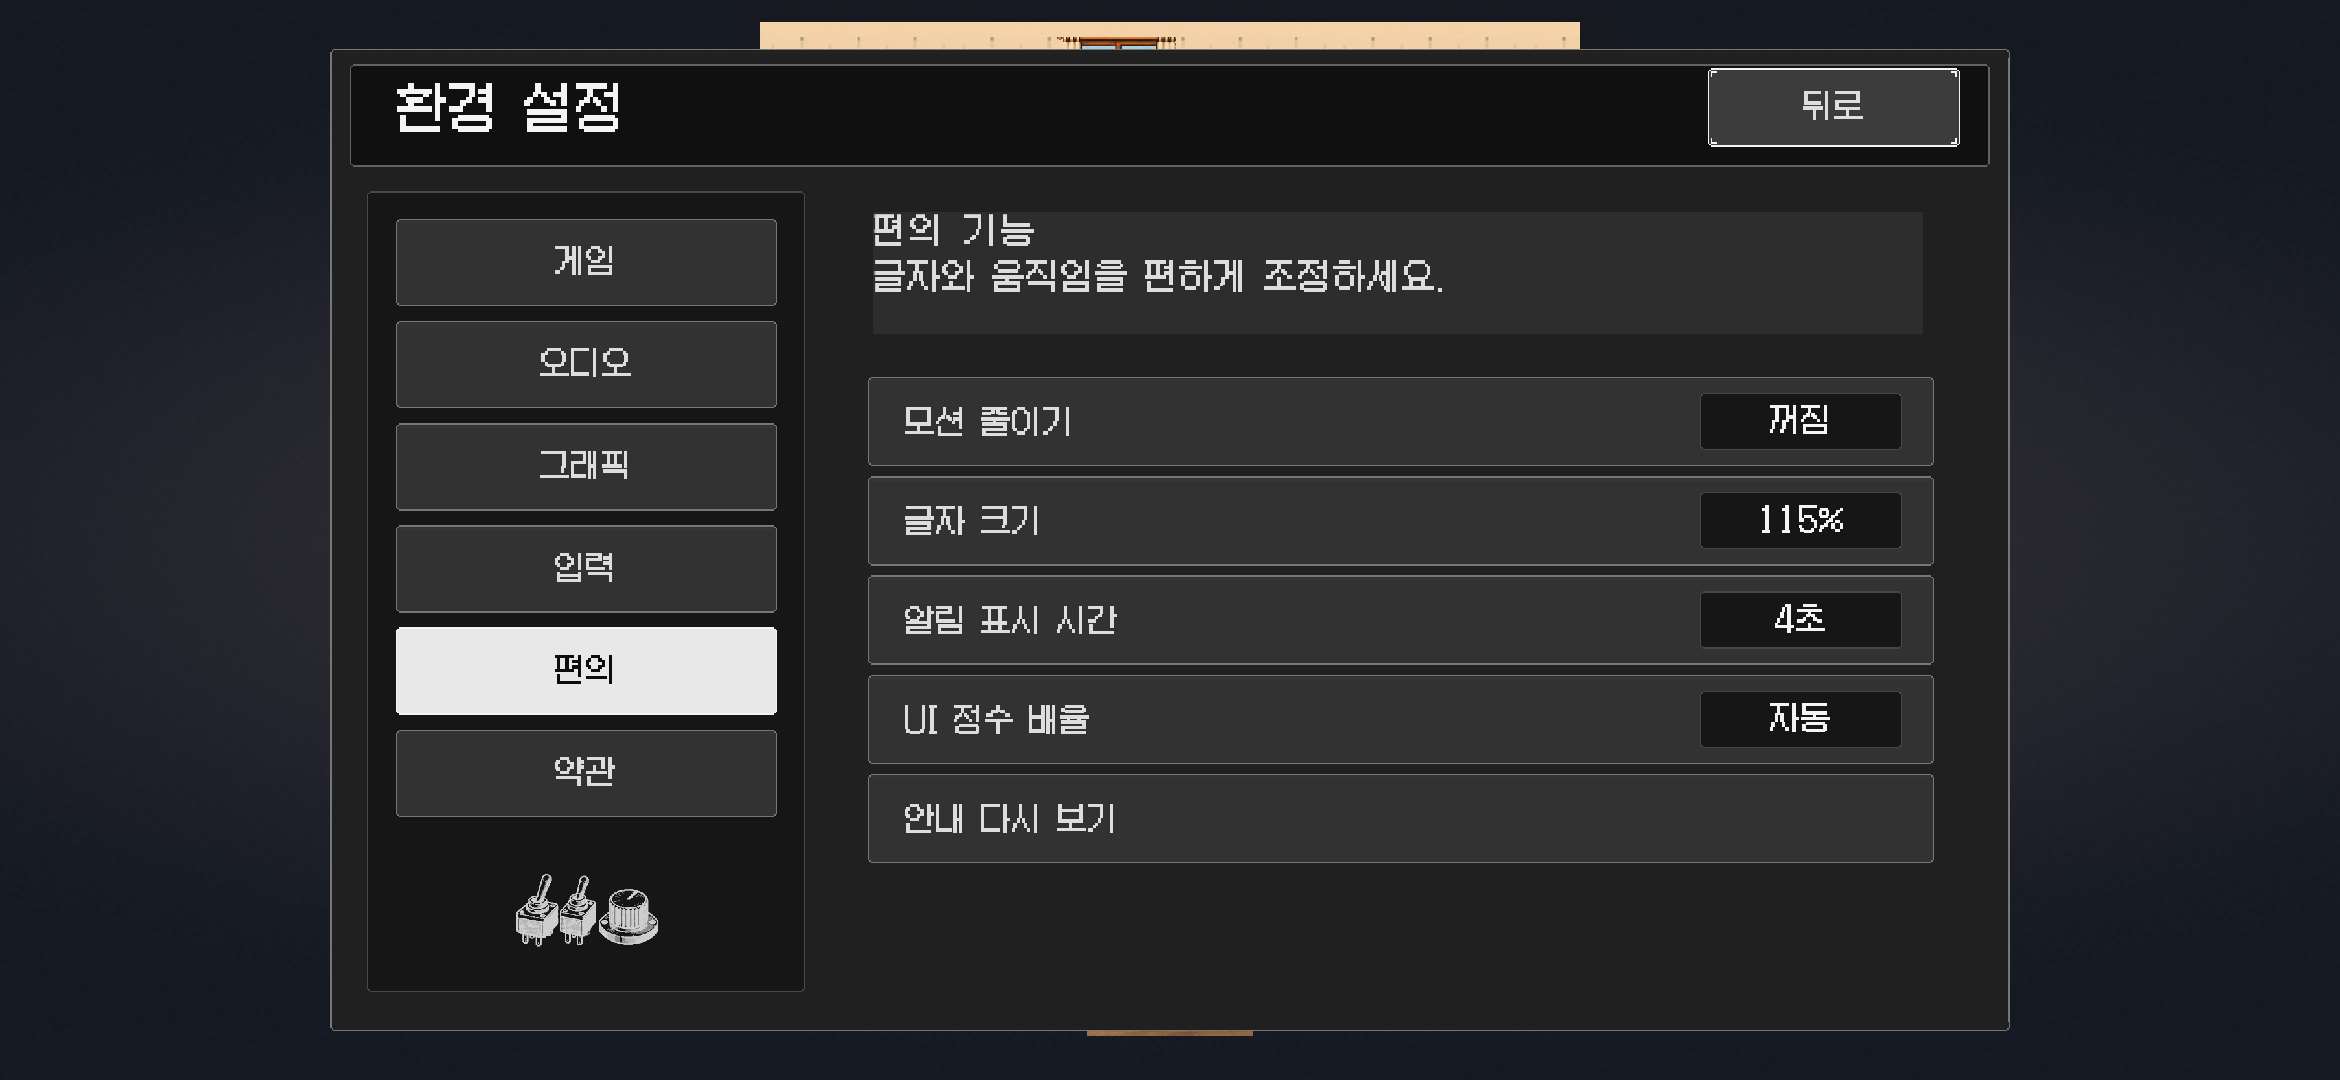 환경 설정
뒤로
게임
오디오
그래픽
입력
편의
약관
편의 기능
글자와 움직임을 편하게 조정하세요.
모션 줄이기
꺼짐
글자 크기
115%
알림 표시 시간
4초
UI 정수 배율
자동
안내 다시 보기